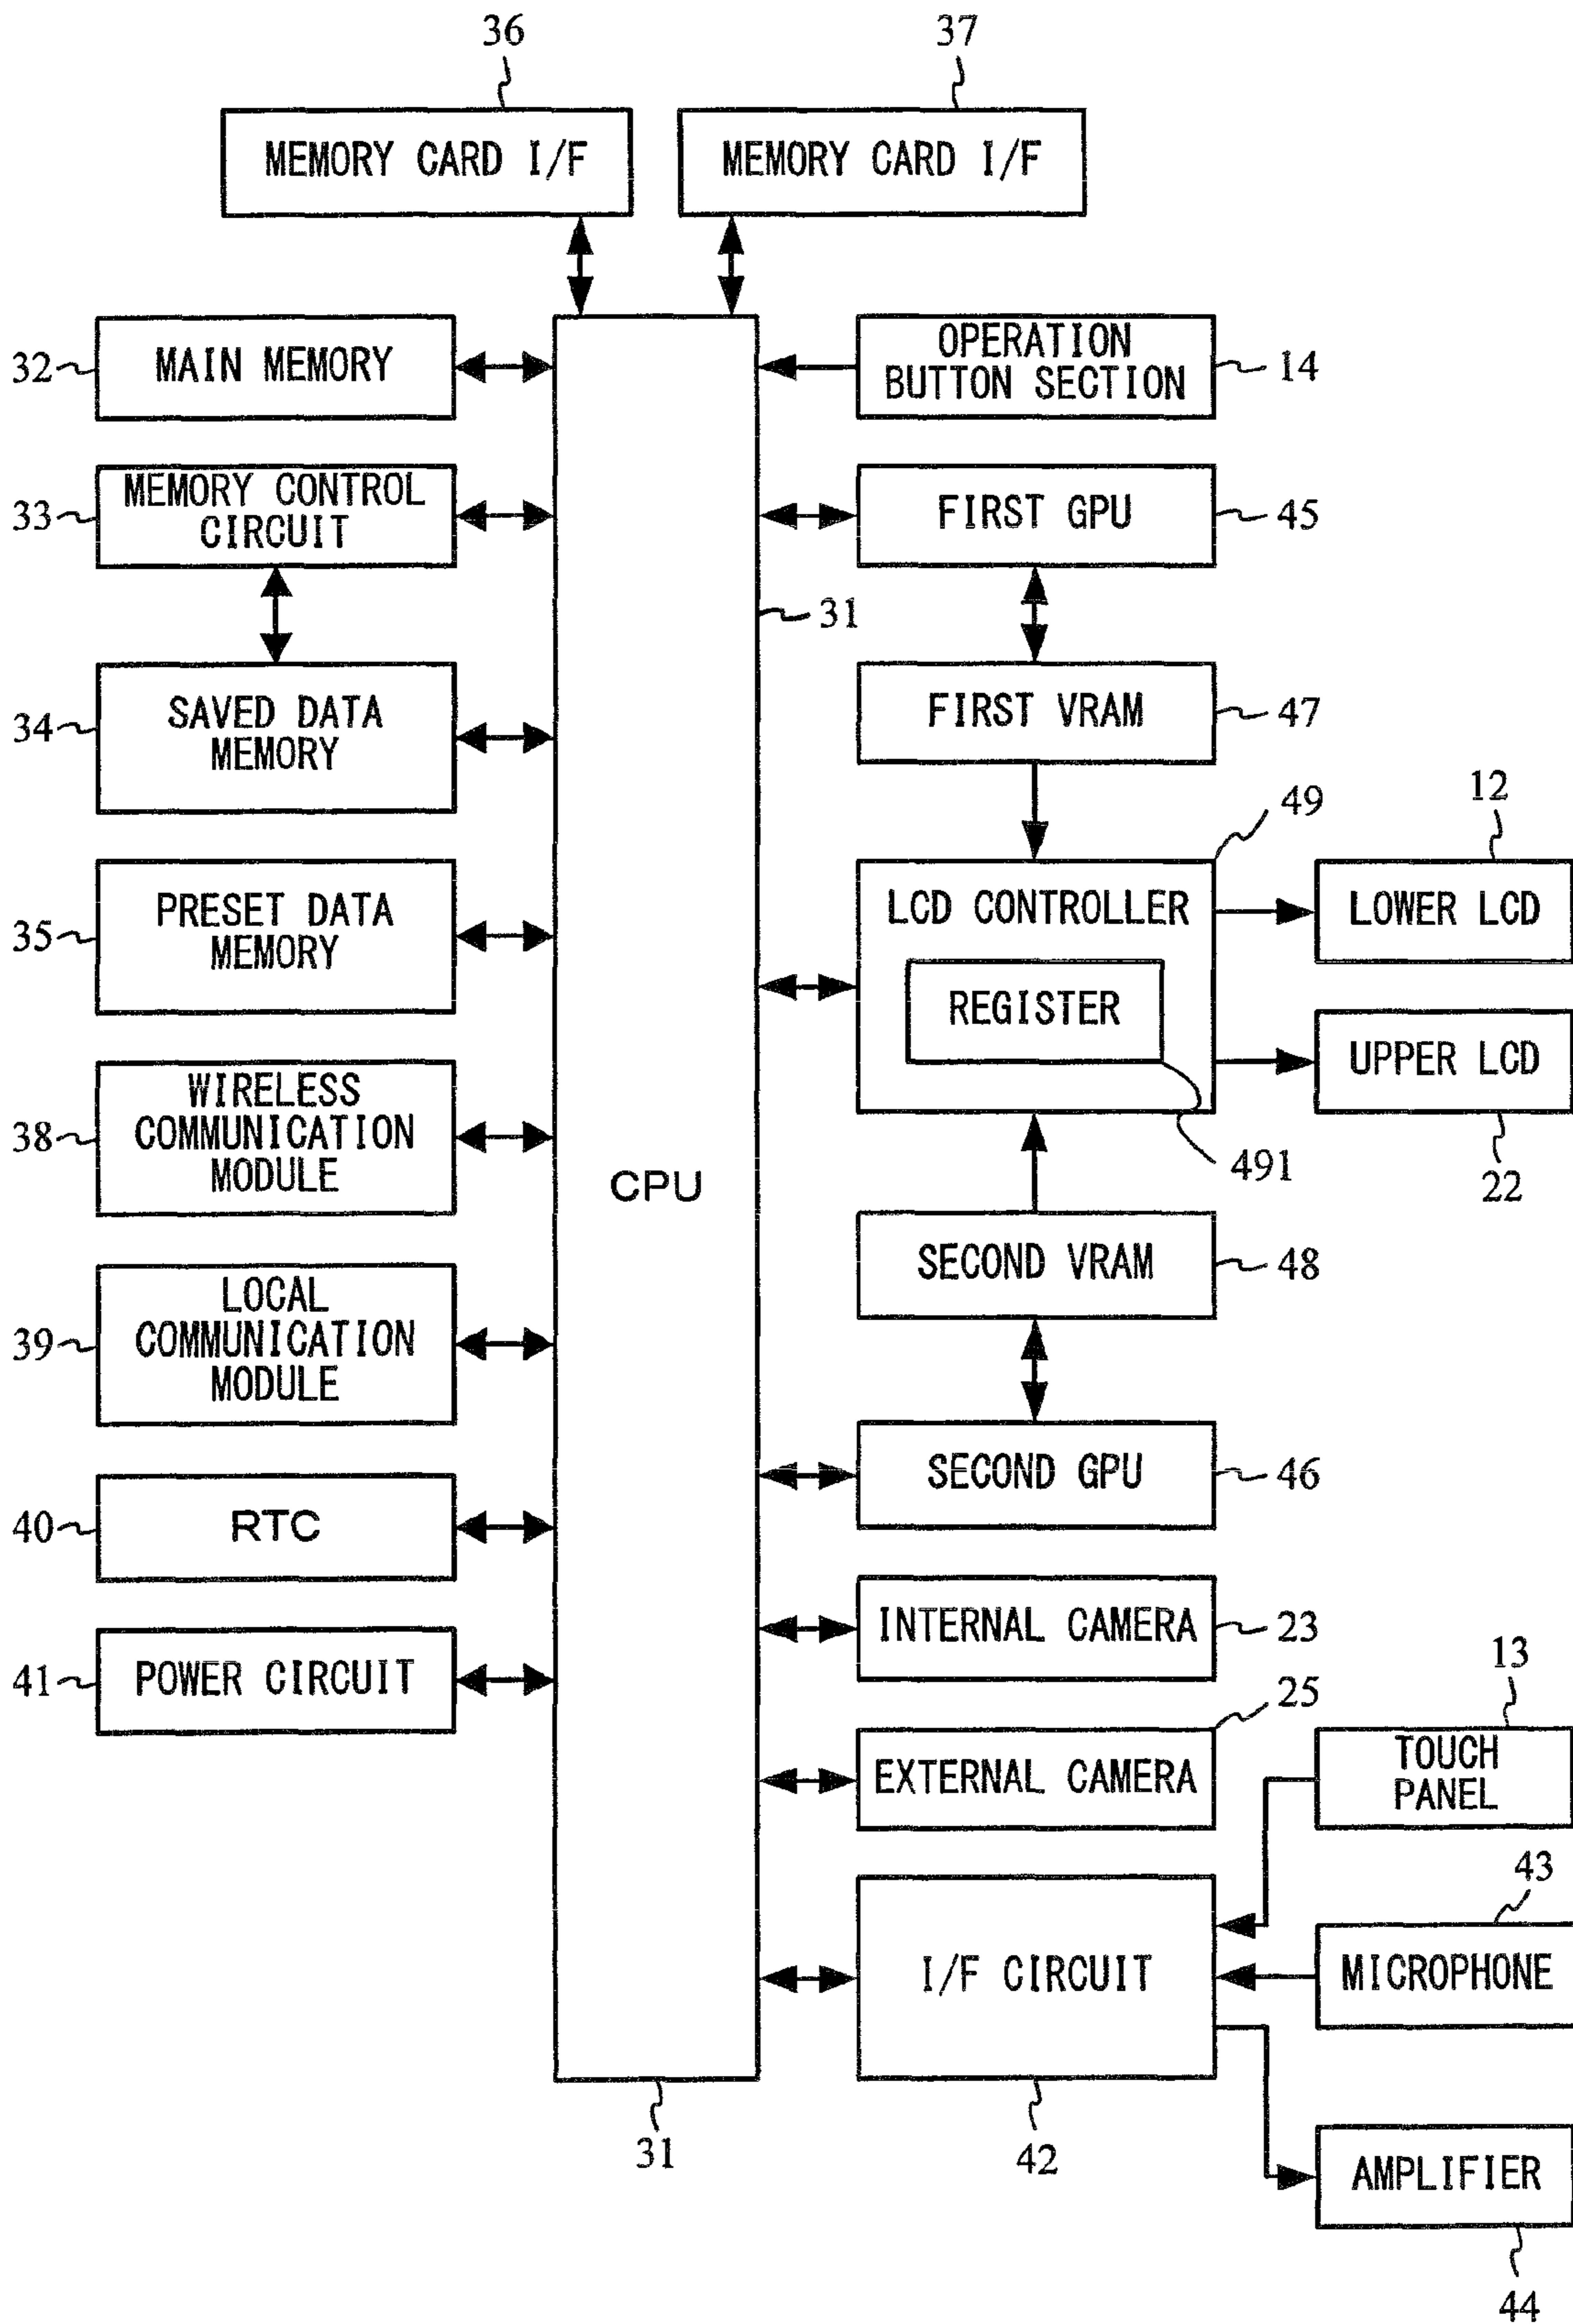 36
37
MEMORY CARD I/F
MEMORY CARD I/F
32
MAIN MEMORY
OPERATION
BUTTON SECTION
14
33
MEMORY CONTROL
CIRCUIT
FIRST GPU
45
31
34
SAVED DATA
MEMORY
FIRST VRAM
47
49
12
35
PRESET DATA
MEMORY
LCD CONTROLLER
LOWER LCD
REGISTER
UPPER LCD
38
WIRELESS
COMMUNICATION
MODULE
491
22
CPU
39
LOCAL
COMMUNICATION
MODULE
SECOND VRAM
48
40
RTC
SECOND GPU
46
INTERNAL CAMERA
23
41
POWER CIRCUIT
25
13
EXTERNAL CAMERA
TOUCH
PANEL
43
I/F CIRCUIT
MICROPHONE
31
42
AMPLIFIER
44